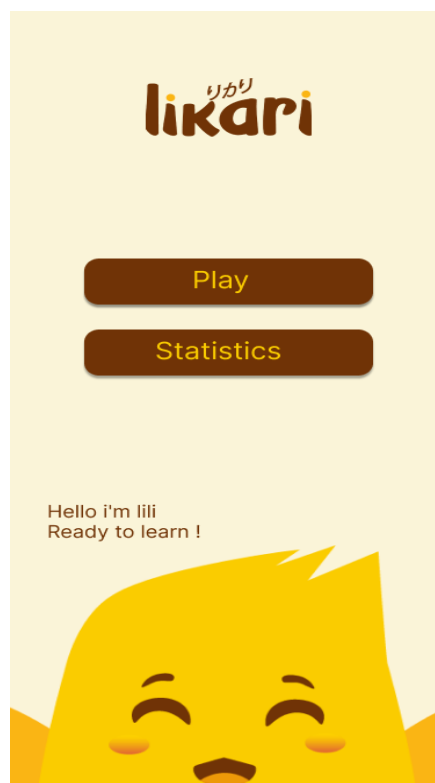 りかり
likari
Play
Statistics
Hello i'm lili
Ready to learn !